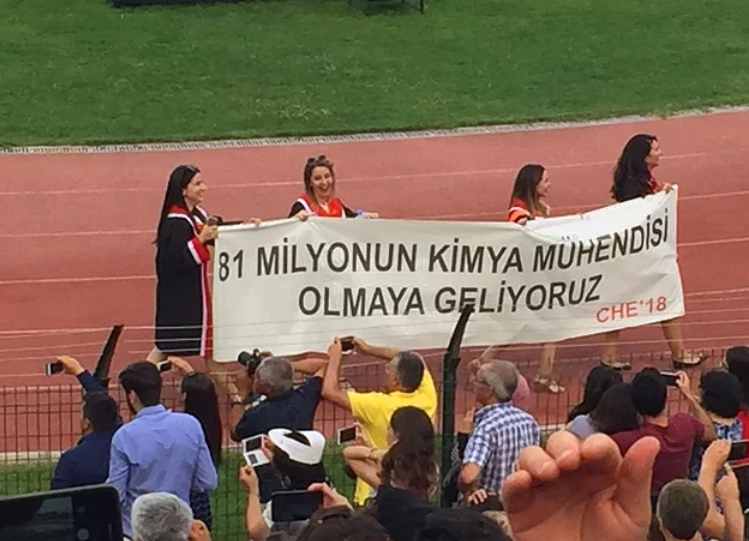 81 MİLYONUN KİMYA MÜHENDİSİ
OLMAYA GELİYORUZ
CHE'18